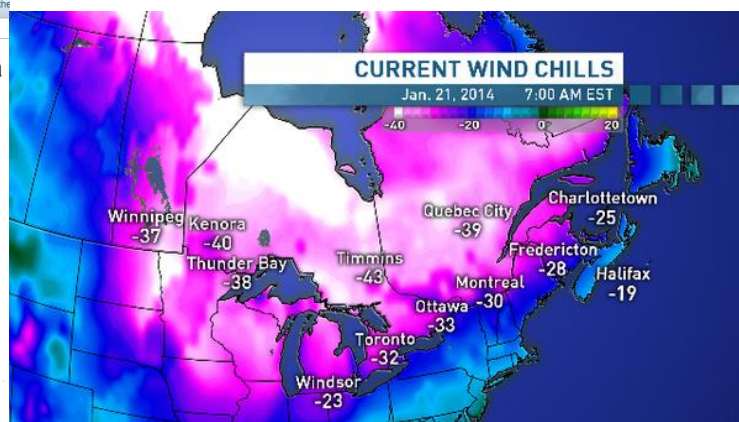 the
CURRENT WIND CHILLS
Jan. 21, 2014 7:00 AM EST
-40 -20 0° 20
Winnipeg
-37
Kenora
-40
Thunder Bay
-38
Timmins
-43
Quebec City
-39
Charlottetown
-25
Fredericton
-28
Halifax
-19
Montreal
-30
Ottawa
-33
Toronto
-32
Windsor
-23